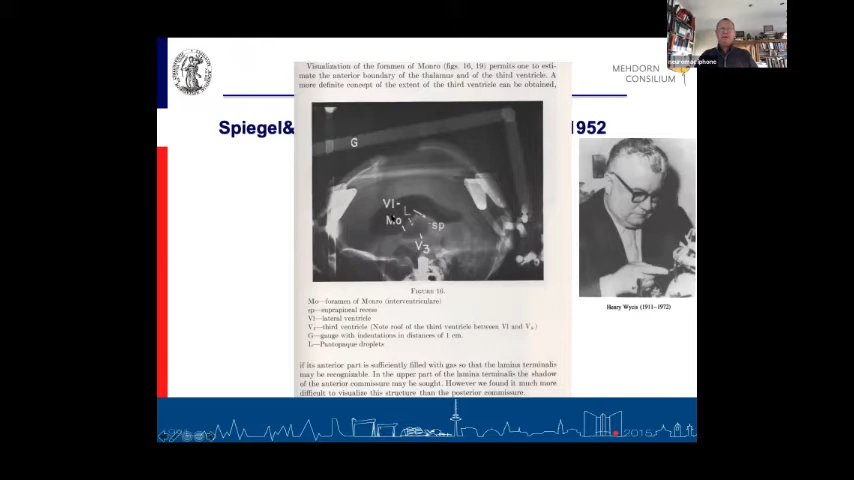 Visualization of the foramen of Monro (figs. 16, 19) permits one to esti-
mate the anterior boundary of the thalamus and of the third ventricle. A
more definite concept of the extent of the third ventricle can be obtained,
neuromac iphone
MEHDORN
CONSILIUM
Spiegel&
1952
G
Vl-
L
Mo
-sp
V3
FIGURE 16.
Mo—foramen of Monro (interventriculare)
sp—suprapineal recess
Vl—lateral ventricle
V₃—third ventricle (Note roof of the third ventricle between Vl and V₃.)
G—gauge with indentations in distances of 1 cm.
L—Pantopaque droplets
Henry Wycis (1911–1972)
if its anterior part is sufficiently filled with gas so that the lamina terminalis
may be recognizable. In the upper part of the lamina terminalis the shadow
of the anterior commissure may be sought. However we found it much more
difficult to visualize this structure than the posterior commissure.
2015